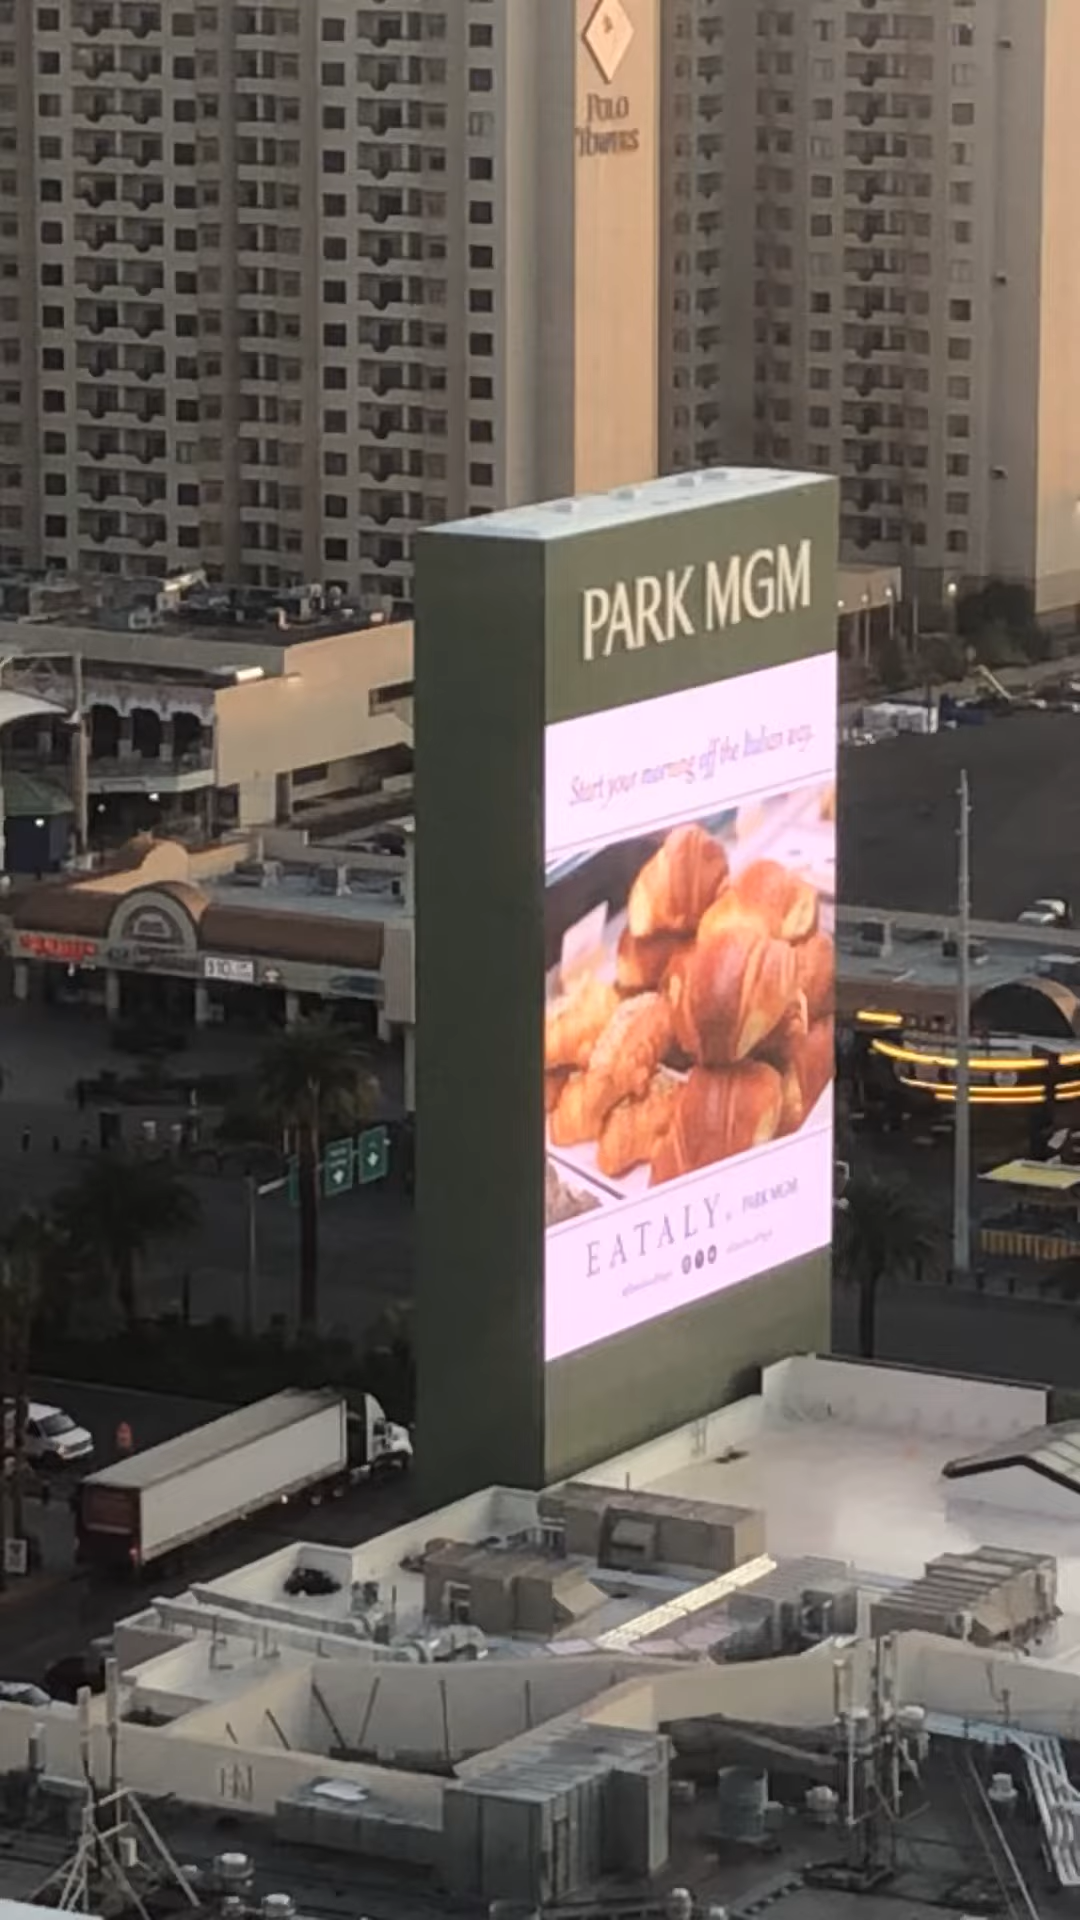 POLO
TOWERS
PARK MGM
Start your morning off the Italian way.
EATALY PARK MGM